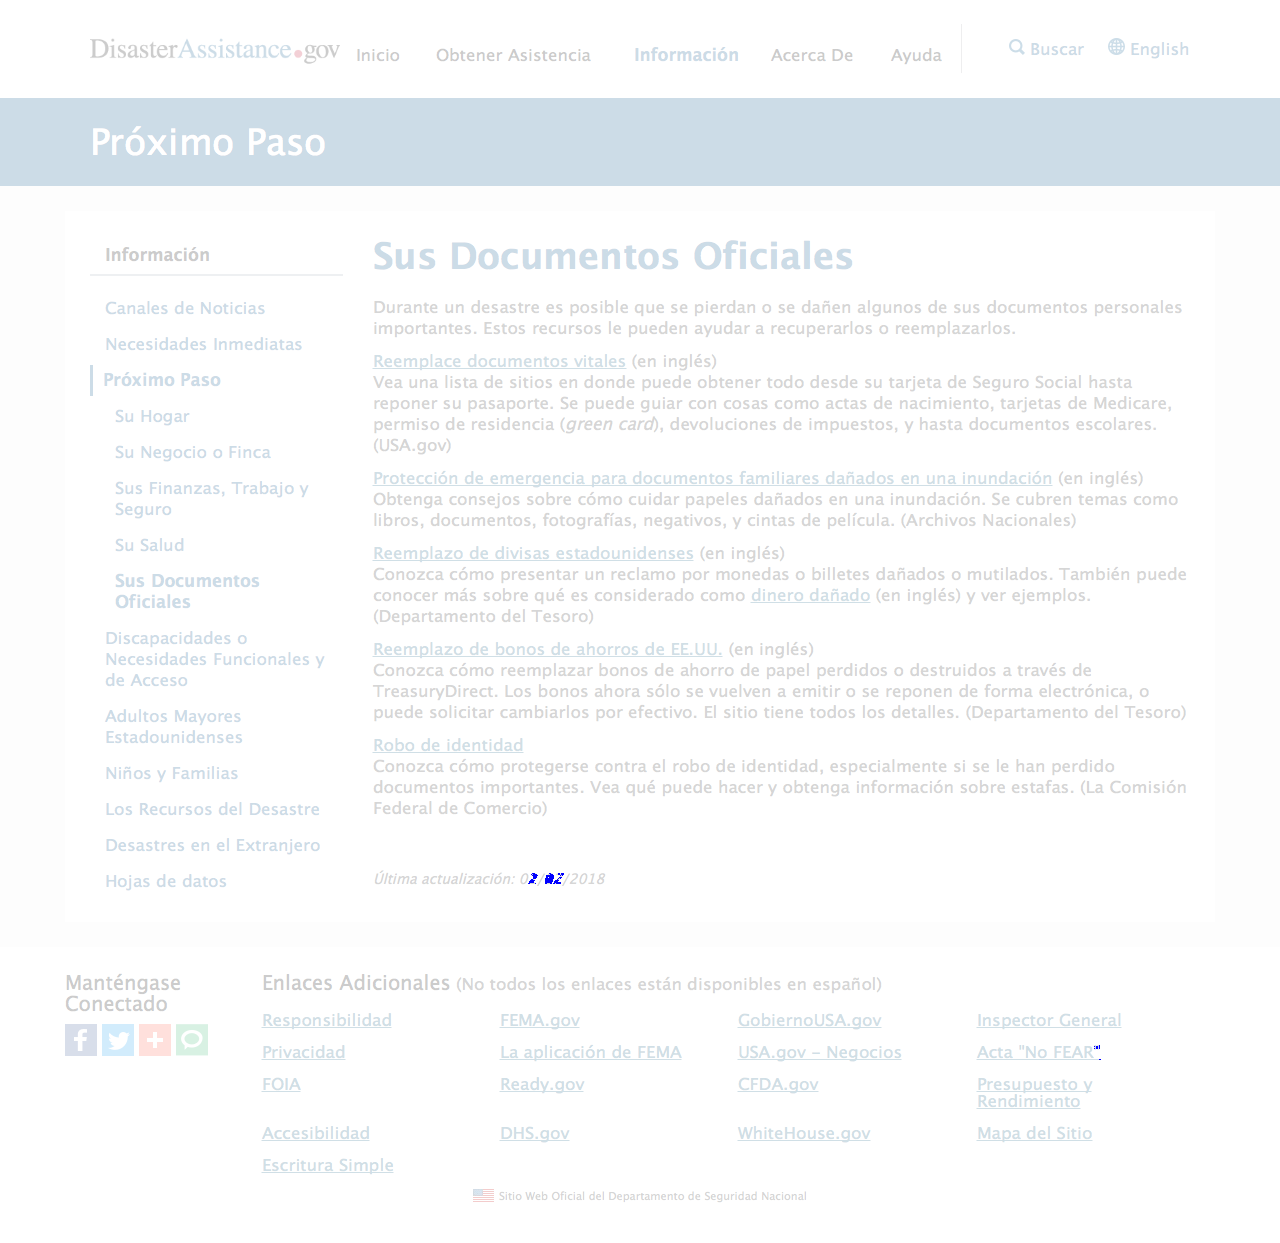 DisasterAssistance.gov Inicio Obtener Asistencia Información Acerca De Ayuda Buscar English
Próximo Paso
Información
Canales de Noticias
Necesidades Inmediatas
Próximo Paso
Su Hogar
Su Negocio o Finca
Sus Finanzas, Trabajo y
Seguro
Su Salud
Sus Documentos
Oficiales
Discapacidades o
Necesidades Funcionales y
de Acceso
Adultos Mayores
Estadounidenses
Niños y Familias
Los Recursos del Desastre
Desastres en el Extranjero
Hojas de datos
Sus Documentos Oficiales
Durante un desastre es posible que se pierdan o se dañen algunos de sus documentos personales
importantes. Estos recursos le pueden ayudar a recuperarlos o reemplazarlos.
Reemplace documentos vitales (en inglés)
Vea una lista de sitios en donde puede obtener todo desde su tarjeta de Seguro Social hasta
reponer su pasaporte. Se puede guiar con cosas como actas de nacimiento, tarjetas de Medicare,
permiso de residencia (green card), devoluciones de impuestos, y hasta documentos escolares.
(USA.gov)
Protección de emergencia para documentos familiares dañados en una inundación (en inglés)
Obtenga consejos sobre cómo cuidar papeles dañados en una inundación. Se cubren temas como
libros, documentos, fotografías, negativos, y cintas de película. (Archivos Nacionales)
Reemplazo de divisas estadounidenses (en inglés)
Conozca cómo presentar un reclamo por monedas o billetes dañados o mutilados. También puede
conocer más sobre qué es considerado como dinero dañado (en inglés) y ver ejemplos.
(Departamento del Tesoro)
Reemplazo de bonos de ahorros de EE.UU. (en inglés)
Conozca cómo reemplazar bonos de ahorro de papel perdidos o destruidos a través de
TreasuryDirect. Los bonos ahora sólo se vuelven a emitir o se reponen de forma electrónica, o
puede solicitar cambiarlos por efectivo. El sitio tiene todos los detalles. (Departamento del Tesoro)
Robo de identidad
Conozca cómo protegerse contra el robo de identidad, especialmente si se le han perdido
documentos importantes. Vea qué puede hacer y obtenga información sobre estafas. (La Comisión
Federal de Comercio)
Última actualización:
Manténgase
Conectado
Enlaces Adicionales (No todos los enlaces están disponibles en español)
Responsibilidad FEMA.gov GobiernoUSA.gov Inspector General
Privacidad La aplicación de FEMA USA.gov - Negocios Acta "No FEAR"
FOIA Ready.gov CFDA.gov Presupuesto y
Rendimiento
Accesibilidad DHS.gov WhiteHouse.gov Mapa del Sitio
Escritura Simple
Sitio Web Oficial del Departamento de Seguridad Nacional